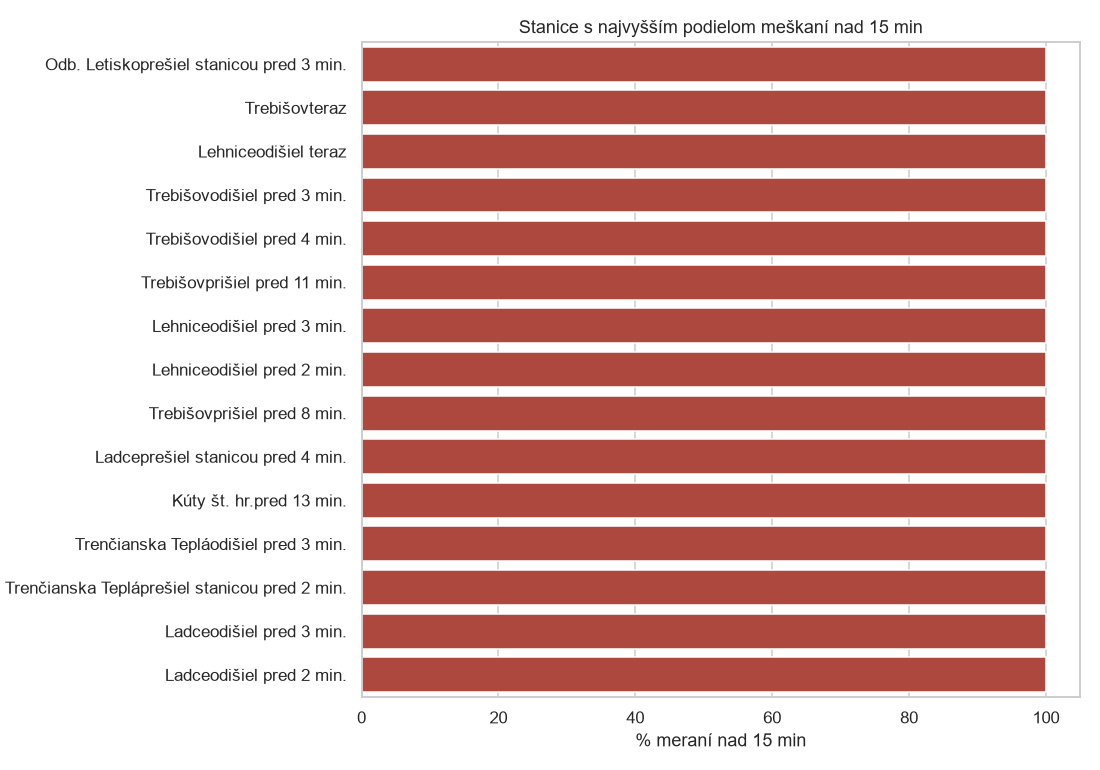 Stanice s najvyšším podielom meškaní nad 15 min
Odb. Letiskoprešiel stanicou pred 3 min.
Trebišovteraz
Lehniceodišiel teraz
Trebišovodišiel pred 3 min.
Trebišovodišiel pred 4 min.
Trebišovprišiel pred 11 min.
Lehniceodišiel pred 3 min.
Lehniceodišiel pred 2 min.
Trebišovprišiel pred 8 min.
Ladceprešiel stanicou pred 4 min.
Kúty št. hr.pred 13 min.
Trenčianska Tepláodišiel pred 3 min.
Trenčianska Tepláprešiel stanicou pred 2 min.
Ladceodišiel pred 3 min.
Ladceodišiel pred 2 min.
0 20 40 60 80 100
% meraní nad 15 min